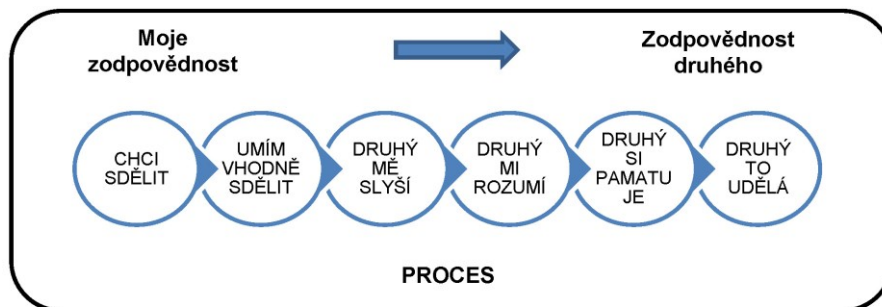 Moje
zodpovědnost
Zodpovědnost
druhého
CHCI
SDĚLIT
UMÍM
VHODNĚ
SDĚLIT
DRUHÝ
MĚ
SLYŠÍ
DRUHÝ
MI
ROZUMÍ
DRUHÝ
SI
PAMATU
JE
DRUHÝ
TO
UDĚLÁ
PROCES